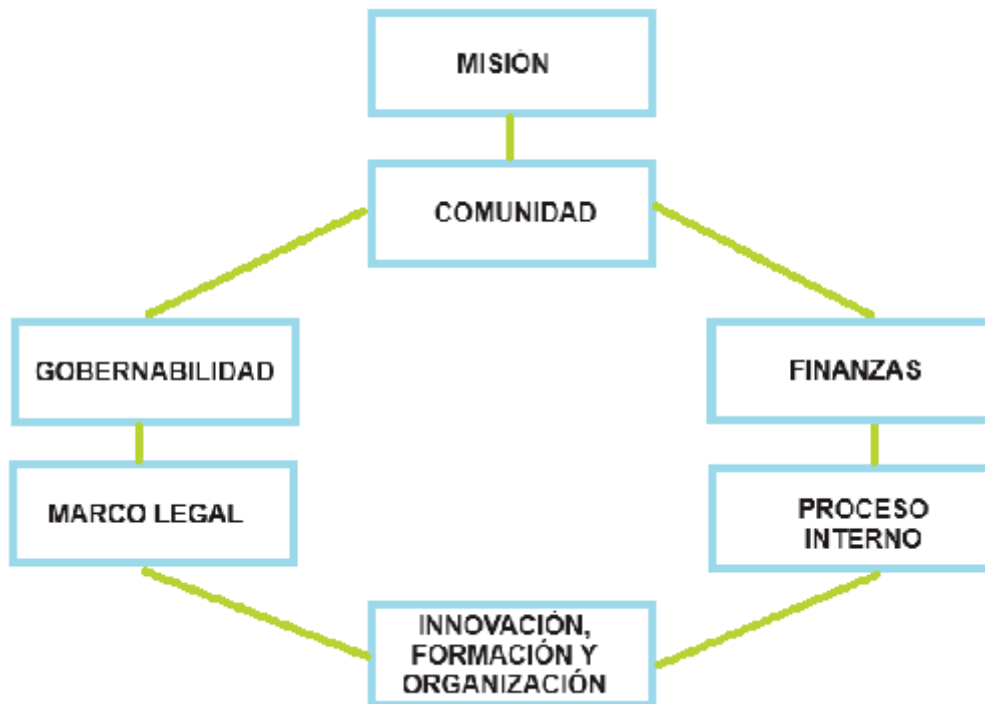 MISIÓN
COMUNIDAD
GOBERNABILIDAD
FINANZAS
MARCO LEGAL
PROCESO
INTERNO
INNOVACIÓN,
FORMACIÓN Y
ORGANIZACIÓN